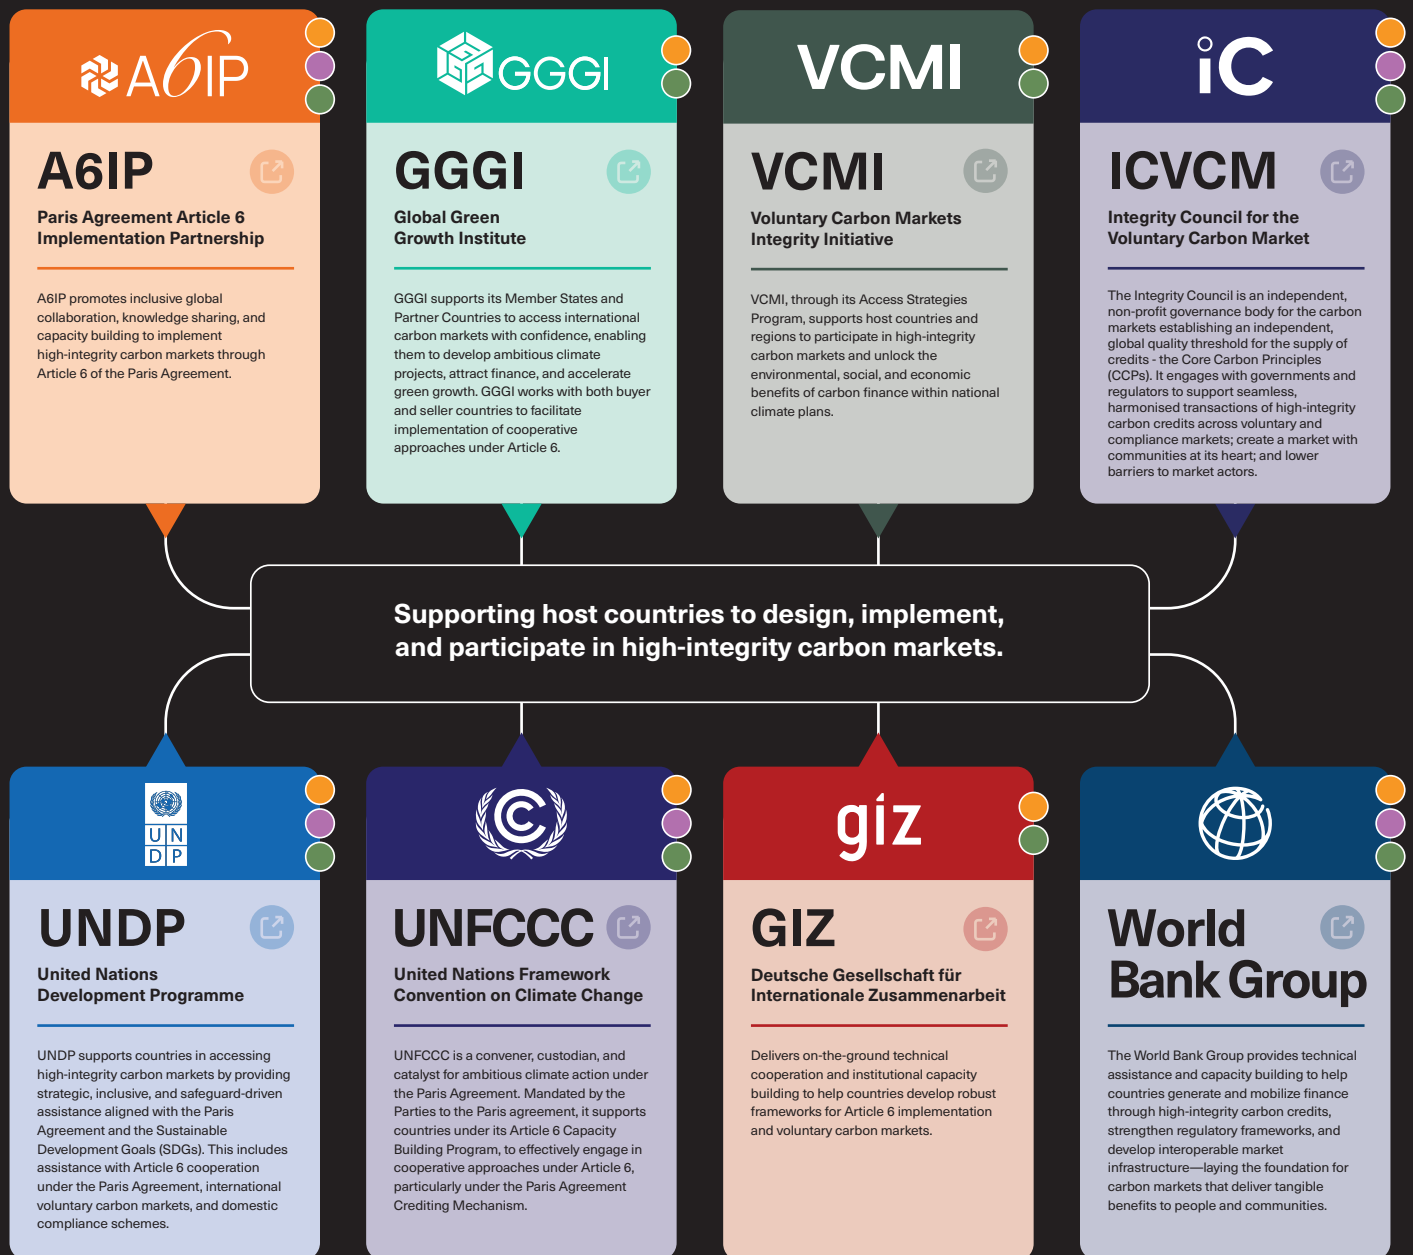 A6IP
A6IP
Paris Agreement Article 6
Implementation Partnership
A6IP promotes inclusive global
collaboration, knowledge sharing, and
capacity building to implement
high-integrity carbon markets through
Article 6 of the Paris Agreement.
GGGI
GGGI
Global Green
Growth Institute
GGGI supports its Member States and
Partner Countries to access international
carbon markets with confidence, enabling
them to develop ambitious climate
projects, attract finance, and accelerate
green growth. GGGI works with both buyer
and seller countries to facilitate
implementation of cooperative
approaches under Article 6.
VCMI
VCMI
Voluntary Carbon Markets
Integrity Initiative
VCMI, through its Access Strategies
Program, supports host countries and
regions to participate in high-integrity
carbon markets and unlock the
environmental, social, and economic
benefits of carbon finance within national
climate plans.
iC
ICVCM
Integrity Council for the
Voluntary Carbon Market
The Integrity Council is an independent,
non-profit governance body for the carbon
markets establishing an independent,
global quality threshold for the supply of
credits - the Core Carbon Principles
(CCPs). It engages with governments and
regulators to support seamless,
harmonised transactions of high-integrity
carbon credits across voluntary and
compliance markets; create a market with
communities at its heart; and lower
barriers to market actors.
Supporting host countries to design, implement,
and participate in high-integrity carbon markets.
UN
DP
UNDP
United Nations
Development Programme
UNDP supports countries in accessing
high-integrity carbon markets by providing
strategic, inclusive, and safeguard-driven
assistance aligned with the Paris
Agreement and the Sustainable
Development Goals (SDGs). This includes
assistance with Article 6 cooperation
under the Paris Agreement, international
voluntary carbon markets, and domestic
compliance schemes.
UNFCCC
United Nations Framework
Convention on Climate Change
UNFCCC is a convener, custodian, and
catalyst for ambitious climate action under
the Paris Agreement. Mandated by the
Parties to the Paris agreement, it supports
countries under its Article 6 Capacity
Building Program, to effectively engage in
cooperative approaches under Article 6,
particularly under the Paris Agreement
Crediting Mechanism.
giz
GIZ
Deutsche Gesellschaft für
Internationale Zusammenarbeit
Delivers on-the-ground technical
cooperation and institutional capacity
building to help countries develop robust
frameworks for Article 6 implementation
and voluntary carbon markets.
World
Bank Group
The World Bank Group provides technical
assistance and capacity building to help
countries generate and mobilize finance
through high-integrity carbon credits,
strengthen regulatory frameworks, and
develop interoperable market
infrastructure—laying the foundation for
carbon markets that deliver tangible
benefits to people and communities.